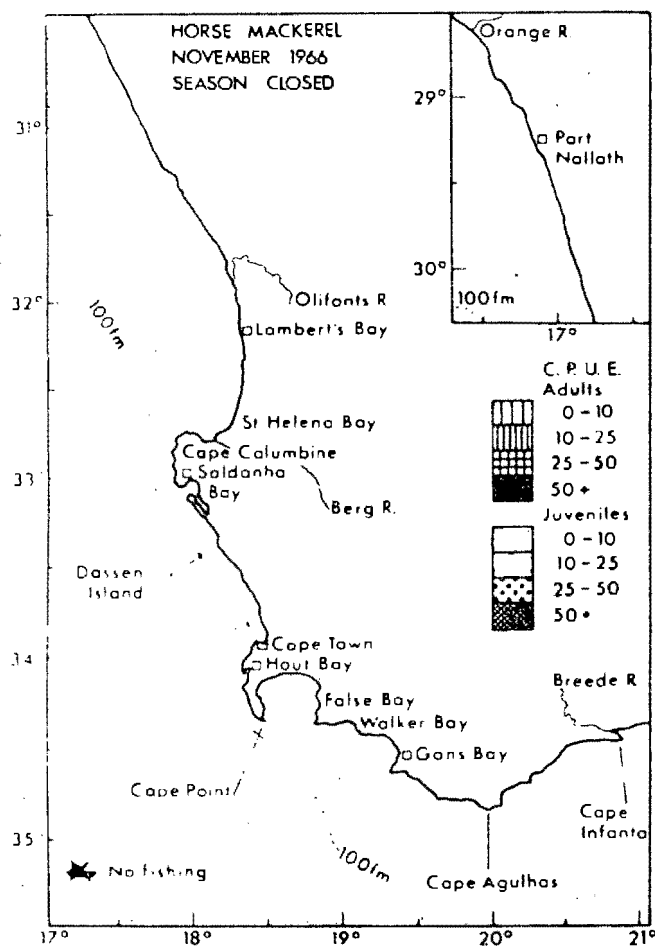 HORSE MACKEREL
NOVEMBER 1966
SEASON CLOSED
Orange R.
29°
Part
Nallath
30°
100fm
17°
31°
32°
100fm
Olifants R
Lambert's Bay
C. P. U. E.
Adults
0-10
10-25
25-50
50+
Juveniles
0-10
10-25
25-50
50+
St Helena Bay
Cape Columbine
33°
Saldanha
Bay
Berg R.
Dassen
Island
34
Cape Town
Hout Bay
Breede R
False Bay
Walker Bay
Gans Bay
Cape Point
Cape
Infanta
35
100fm
No fishing
Cape Agulhas
17°
18°
19°
20°
21°